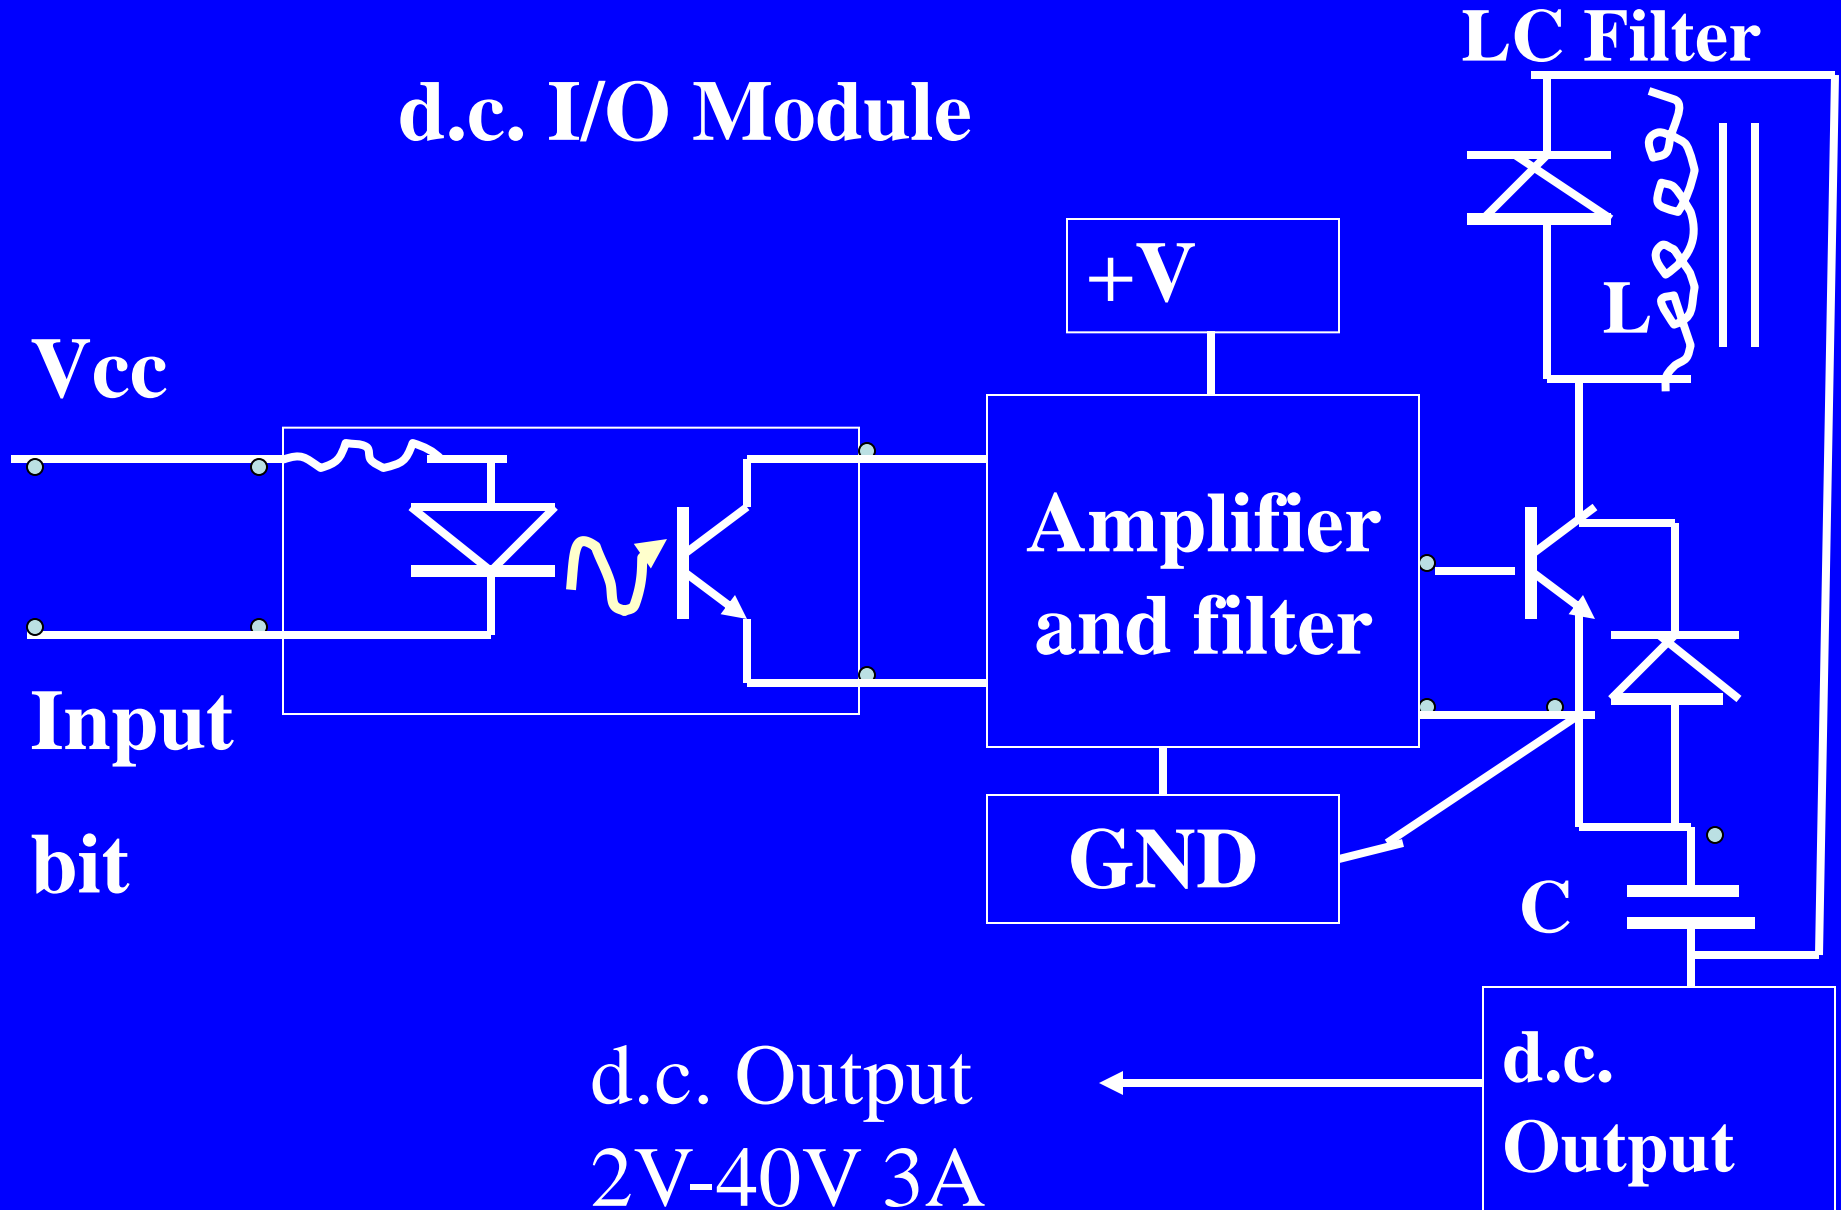 LC Filter
d.c. I/O Module
+V
L
Vcc
Amplifier
and filter
Input
bit
GND
C
d.c.
Output
d.c. Output
2V-40V 3A